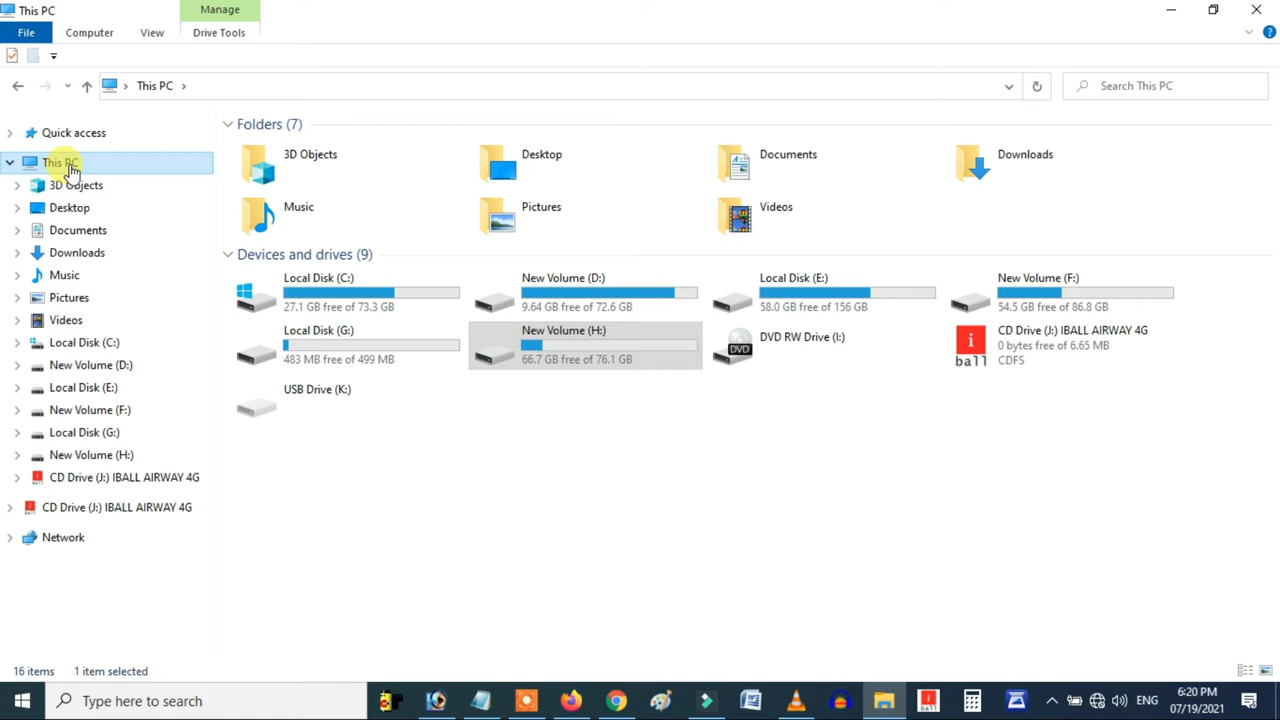 This PC
Manage
File
Computer
View
Drive Tools
This PC
Search This PC
Quick access
This PC
3D Objects
Desktop
Documents
Downloads
Music
Pictures
Videos
Local Disk (C:)
New Volume (D:)
Local Disk (E:)
New Volume (F:)
Local Disk (G:)
New Volume (H:)
CD Drive (J:) IBALL AIRWAY 4G
CD Drive (J:) IBALL AIRWAY 4G
Network
Folders (7)
3D Objects
Desktop
Documents
Downloads
Music
Pictures
Videos
Devices and drives (9)
Local Disk (C:)
27.1 GB free of 73.3 GB
New Volume (D:)
9.64 GB free of 72.6 GB
Local Disk (E:)
58.0 GB free of 156 GB
New Volume (F:)
54.5 GB free of 86.8 GB
Local Disk (G:)
483 MB free of 499 MB
New Volume (H:)
66.7 GB free of 76.1 GB
DVD
DVD RW Drive (I:)
i
ball
CD Drive (J:) IBALL AIRWAY 4G
0 bytes free of 6.65 MB
CDFS
USB Drive (K:)
16 items
1 item selected
Type here to search
ENG
6:20 PM
07/19/2021